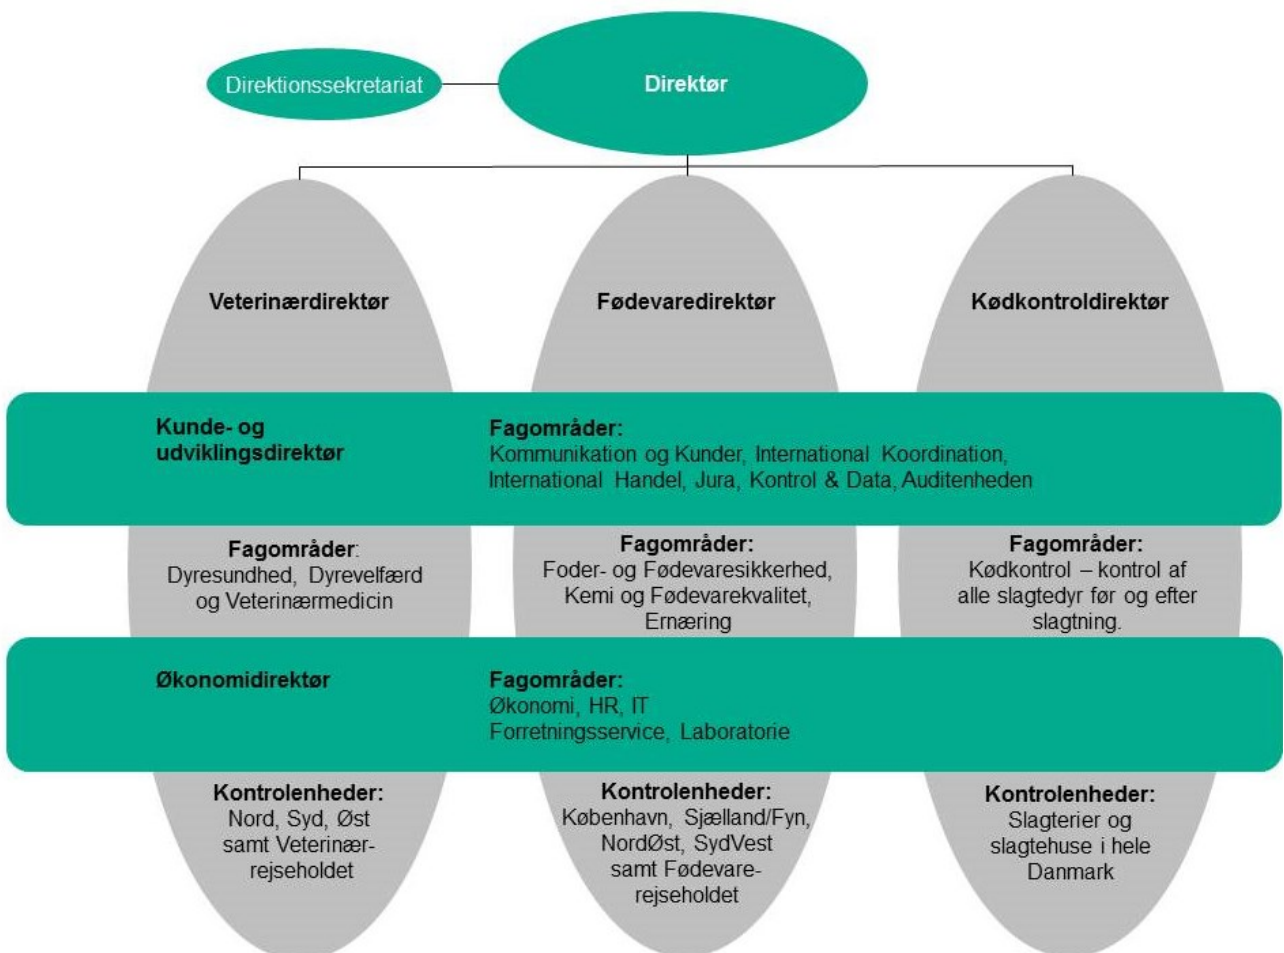 Direktionssekretariat
Direktør
Veterinærdirektør
Fødevaredirektør
Kødkontroldirektør
Kunde- og
udviklingsdirektør
Fagområder:
Kommunikation og Kunder, International Koordination,
International Handel, Jura, Kontrol & Data, Auditenheden
Fagområder:
Dyresundhed, Dyrevelfærd
og Veterinærmedicin
Fagområder:
Foder- og Fødevaresikkerhed,
Kemi og Fødevarekvalitet,
Ernæring
Fagområder:
Kødkontrol – kontrol af
alle slagtedyr før og efter
slagtning.
Økonomidirektør
Fagområder:
Økonomi, HR, IT
Forretningsservice, Laboratorie
Kontrolenheder:
Nord, Syd, Øst
samt Veterinær-
rejseholdet
Kontrolenheder:
København, Sjælland/Fyn,
NordØst, SydVest
samt Fødevare-
rejseholdet
Kontrolenheder:
Slagterier og
slagtehuse i hele
Danmark